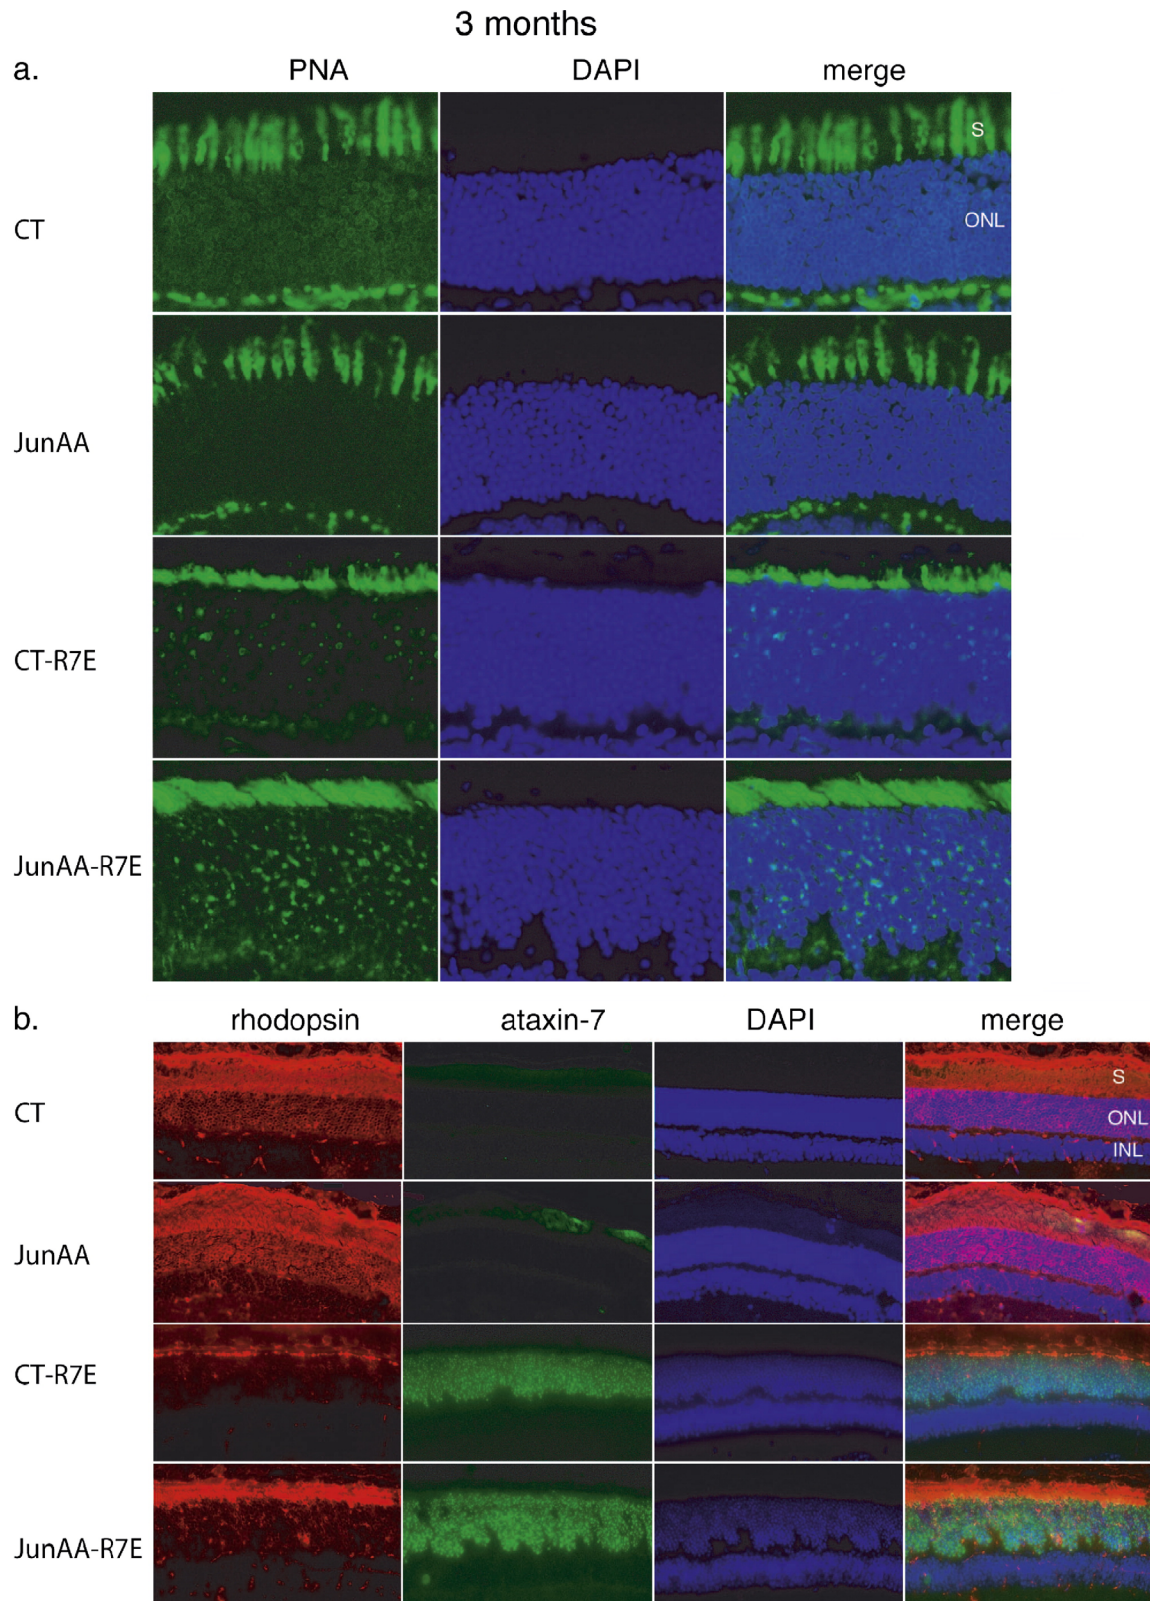 3 months
a.
PNA DAPI merge
CT
S
ONL
JunAA
CT-R7E
JunAA-R7E
b.
rhodopsin ataxin-7 DAPI merge
CT
S
ONL
INL
JunAA
CT-R7E
JunAA-R7E